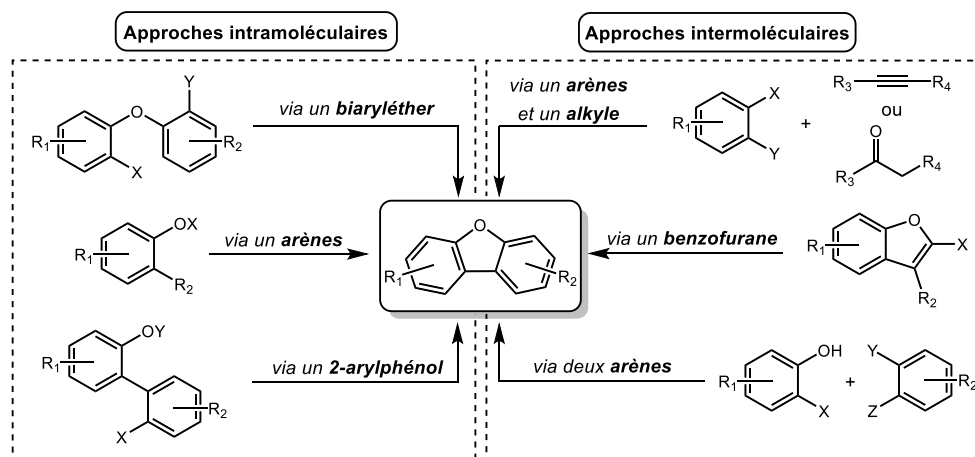 Approches intramoléculaires
Approches intermoléculaires
Y
O
R1
R2
X
via un biaryléther
via un arènes
et un alkyle
X
R1
Y
+
R3
R4
ou
O
R3
R4
OX
R1
R2
via un arènes
O
R1
R2
via un benzofurane
O
R1
X
R2
OY
R1
R2
X
via un 2-arylphénol
via deux arènes
OH
R1
X
+
Y
Z
R2